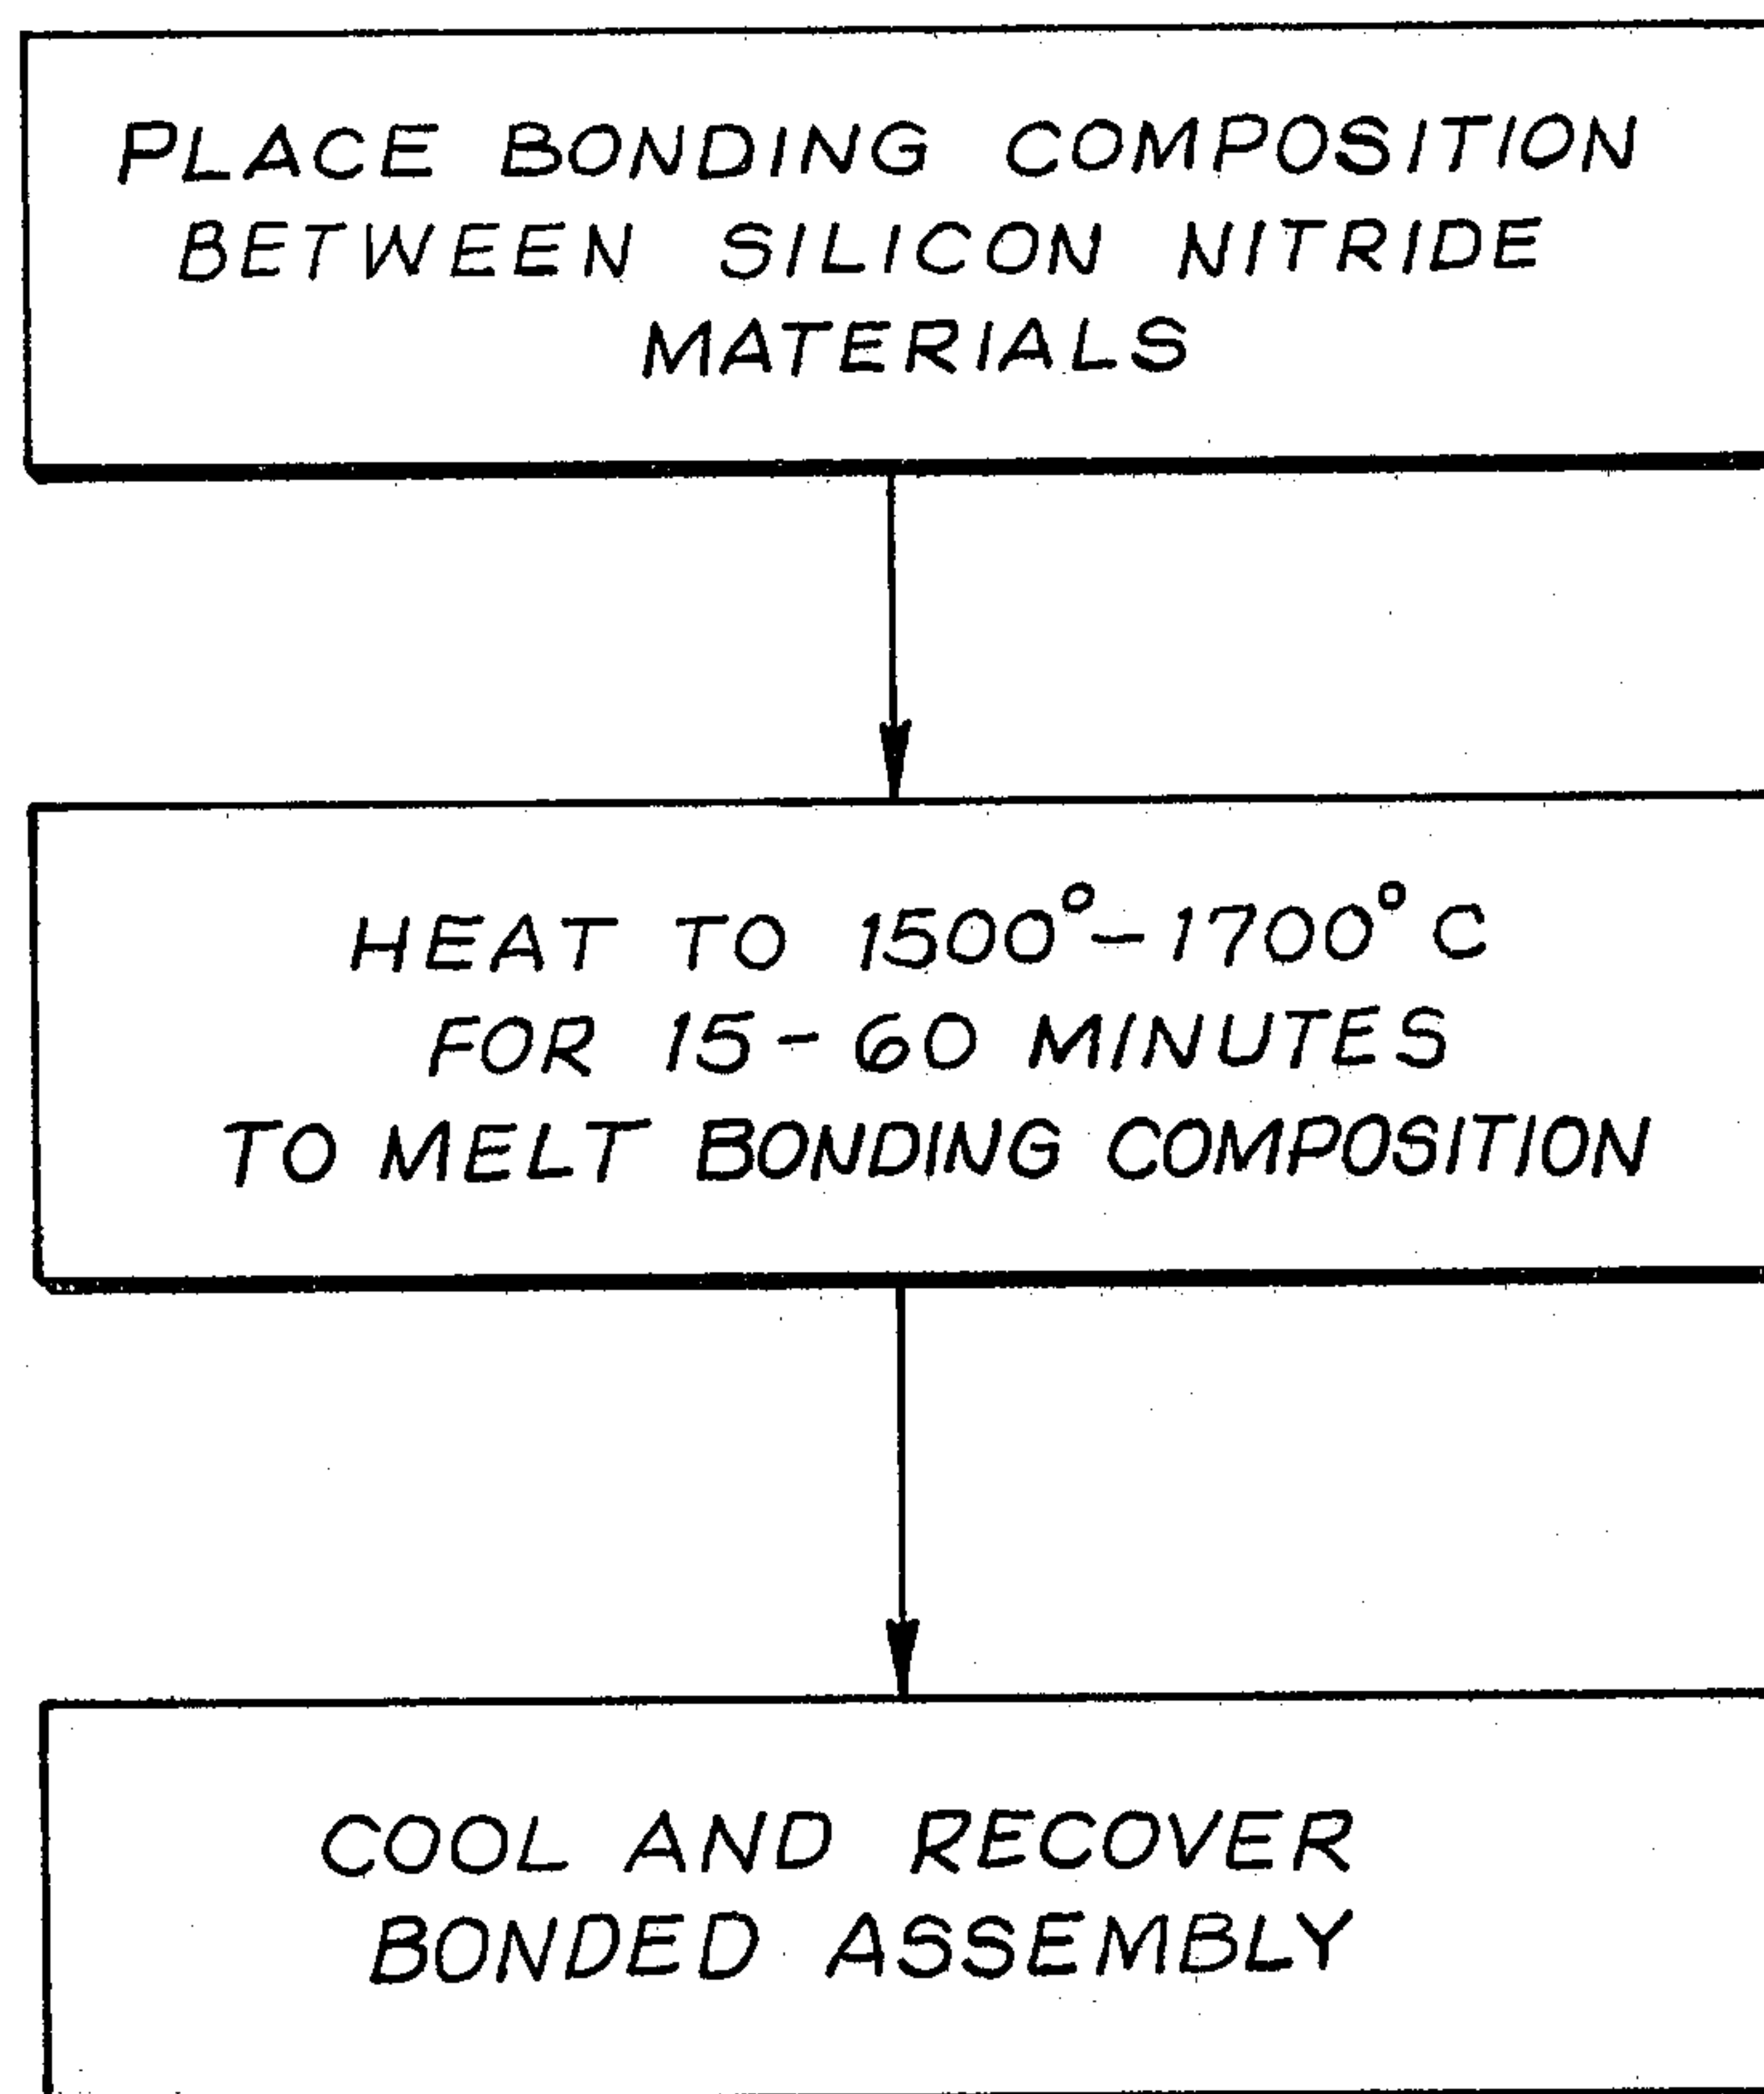 PLACE BONDING COMPOSITION
BETWEEN SILICON NITRIDE
MATERIALS
HEAT TO 1500°-1700° C
FOR 15-60 MINUTES
TO MELT BONDING COMPOSITION
COOL AND RECOVER
BONDED ASSEMBLY